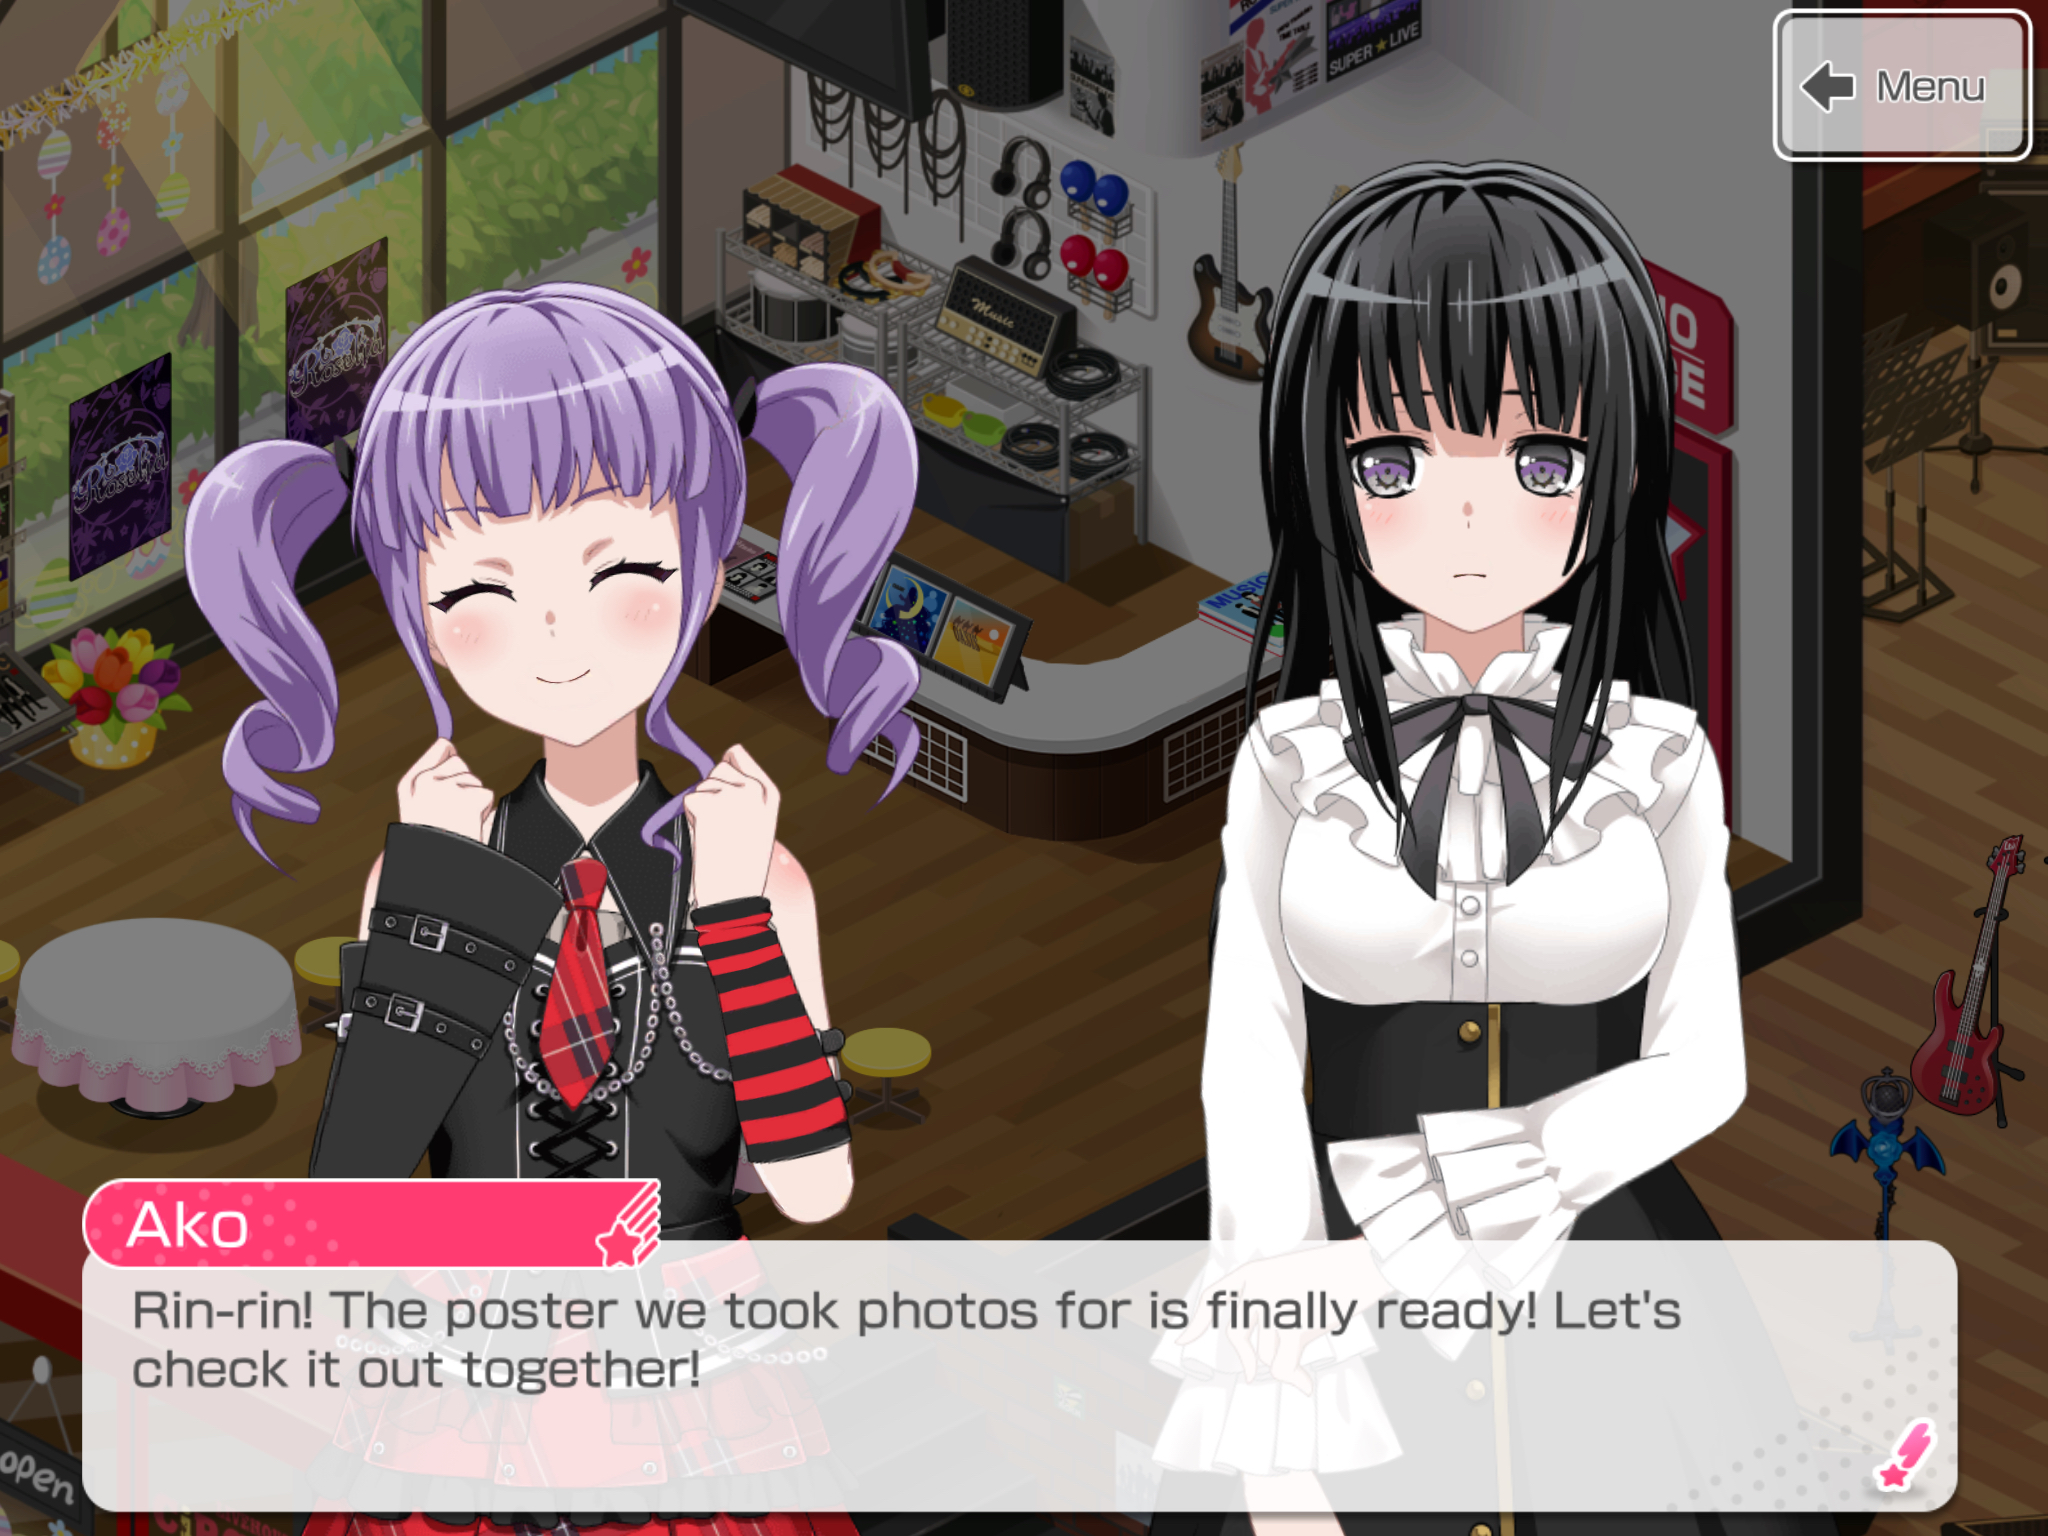 SUPER★LIVE
Menu
Music
Roselia
Roselia
MUSIC
Ako
Rin-rin! The poster we took photos for is finally ready! Let's
check it out together!
open